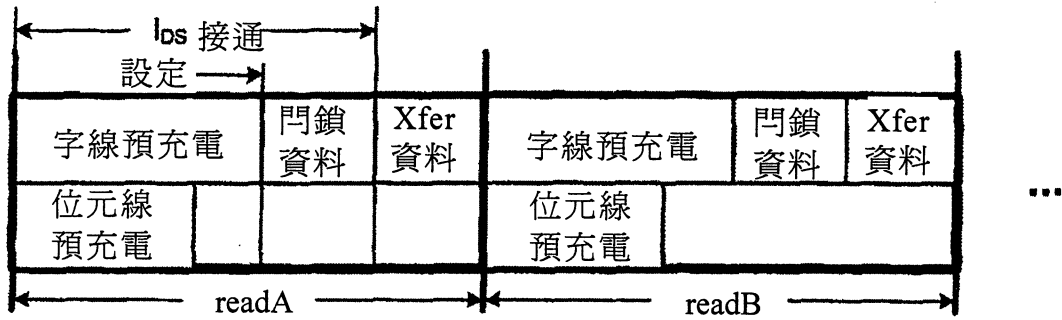 IDS 接通
設定
字線預充電
閂鎖
資料
Xfer
資料
字線預充電
閂鎖
資料
Xfer
資料
位元線
預充電
位元線
預充電
...
readA
readB